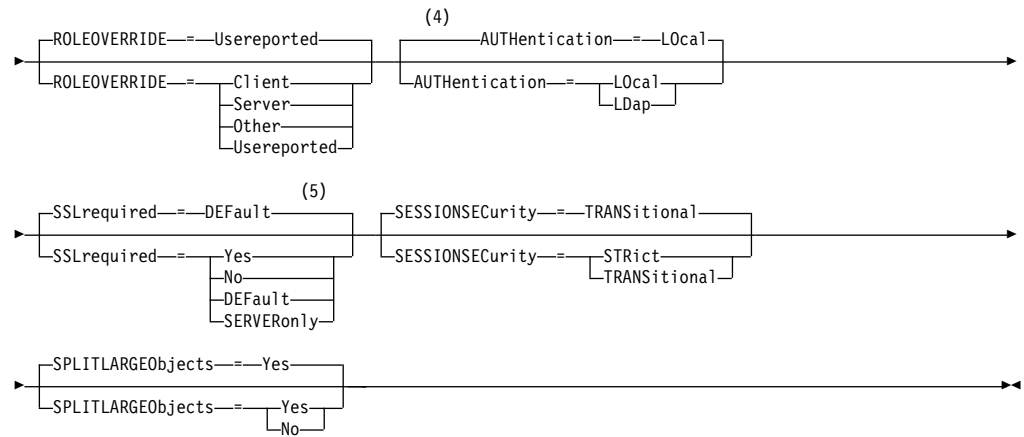 (4)
ROLEOVERRIDE = Usereported AUTHentication = LOcal
ROLEOVERRIDE = Client AUTHentication = LOcal
Server LDap
Other
Usereported
(5)
SSLrequired = DEFault SESSIONSECurity = TRANSitional
SSLrequired = Yes SESSIONSECurity = STRict
No TRANSitional
DEFault
SERVERonly
SPLITLARGEObjects = Yes
SPLITLARGEObjects = Yes
No